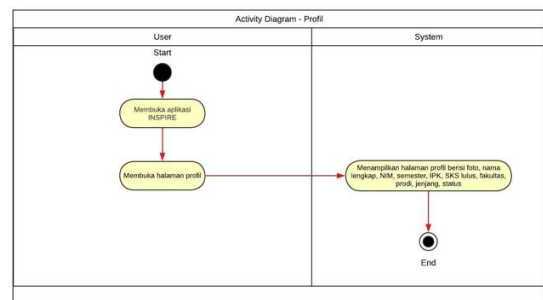 Activity Diagram - Profil
User
System
Start
Membuka aplikasi
INSPIRE
Membuka halaman profil
Menampilkan halaman profil berisi foto, nama
lengkap, NIM, semester, IPK, SKS lulus, fakultas,
prodi, jenjang, status
End